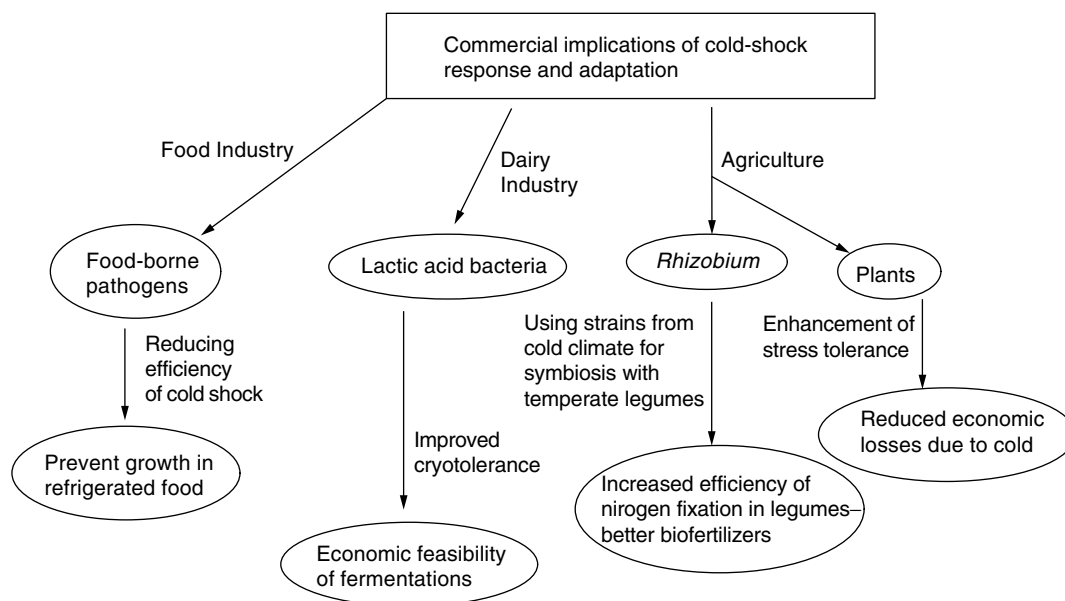 Commercial implications of cold-shock
response and adaptation
Food Industry
Dairy
Industry
Agriculture
Food-borne
pathogens
Lactic acid bacteria
Rhizobium
Plants
Reducing
efficiency
of cold shock
Using strains from
cold climate for
symbiosis with
temperate legumes
Enhancement of
stress tolerance
Improved
cryotolerance
Prevent growth in
refrigerated food
Economic feasibility
of fermentations
Increased efficiency of
nirogen fixation in legumes–
better biofertilizers
Reduced economic
losses due to cold